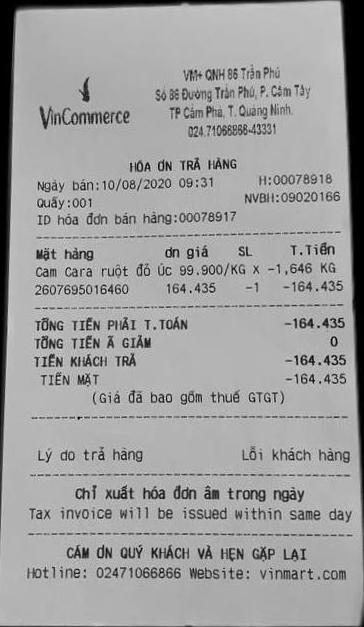 VinCommerce
VM+ QNH 86 Trần Phú
Số 86 Đường Trần Phú, P. Cẩm Tây
TP Cẩm Phả, T. Quảng Ninh.
024.71066866-43331
HÓA ƠN TRẢ HÀNG
Ngày bán:10/08/2020 09:31 H:00078918
Quầy:001 NVBH:09020166
ID hóa đơn bán hàng:00078917
Mặt hàng ơn giá SL T.Tiền
Cam Cara ruột đỏ Úc 99.900/KG x -1,646 KG
2607695016460 164.435 -1 -164.435
TỔNG TIỀN PHẢI T.TOÁN -164.435
TỔNG TIỀN Ã GIẢM 0
TIỀN KHÁCH TRẢ -164.435
TIỀN MẶT -164.435
(Giá đã bao gồm thuế GTGT)
Lý do trả hàng Lỗi khách hàng
Chỉ xuất hóa đơn âm trong ngày
Tax invoice will be issued within same day
CÁM ƠN QUÝ KHÁCH VÀ HẸN GẶP LẠI
Hotline: 02471066866 Website: vinmart.com